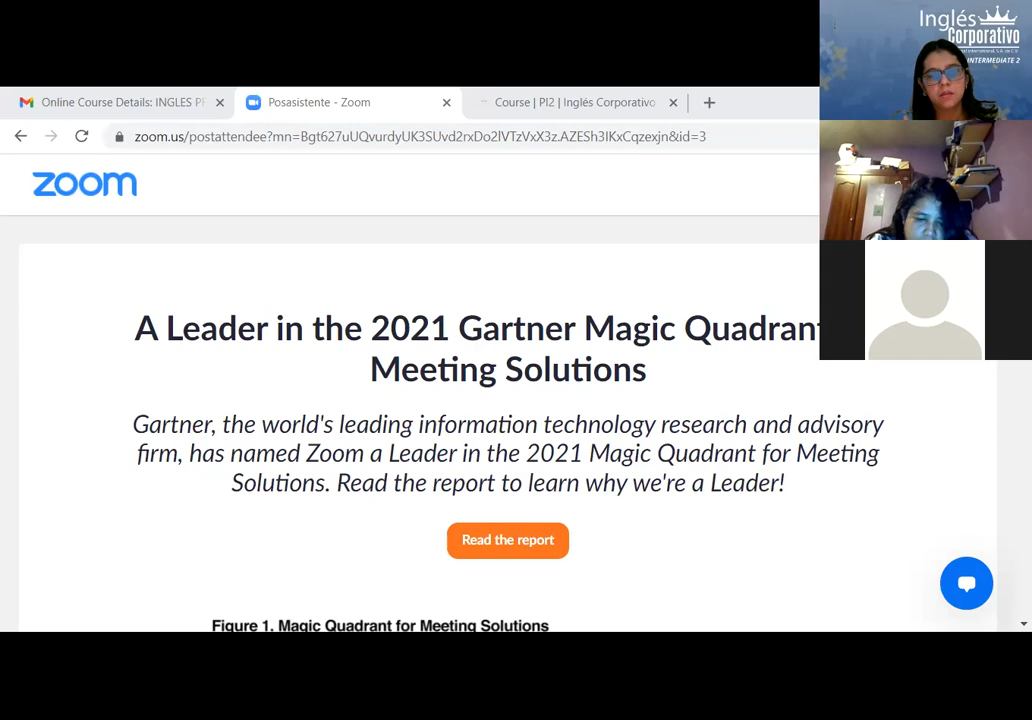 Online Course Details: INGLES PF
Posasistente - Zoom
Course | PI2 | Inglés Corporativo
zoom.us/postattendee?mn=Bgt627uUQvurdyUK3SUvd2rxDo2lVTzVxX3z.AZESh3IKxCqzexjn&id=3
zoom
A Leader in the 2021 Gartner Magic Quadrant
Meeting Solutions
Gartner, the world's leading information technology research and advisory
firm, has named Zoom a Leader in the 2021 Magic Quadrant for Meeting
Solutions. Read the report to learn why we're a Leader!
Read the report
Figure 1. Magic Quadrant for Meeting Solutions
Inglés
Corporativo
INTERMEDIATE 2